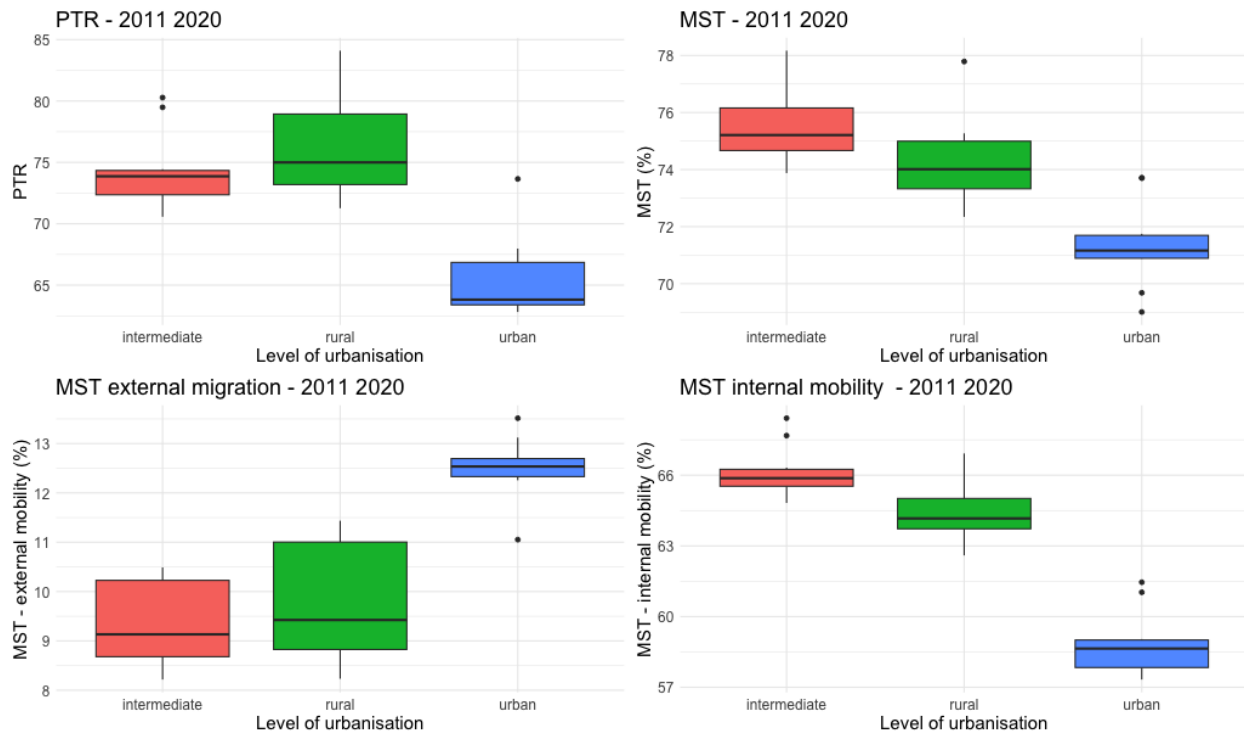 PTR - 2011 2020
85
80
75
70
65
PTR
intermediate rural urban
Level of urbanisation
MST - 2011 2020
78
76
74
72
70
MST (%)
intermediate rural urban
Level of urbanisation
MST external migration - 2011 2020
13
12
11
10
9
8
MST - external mobility (%)
intermediate rural urban
Level of urbanisation
MST internal mobility  - 2011 2020
66
63
60
57
MST - internal mobility (%)
intermediate rural urban
Level of urbanisation